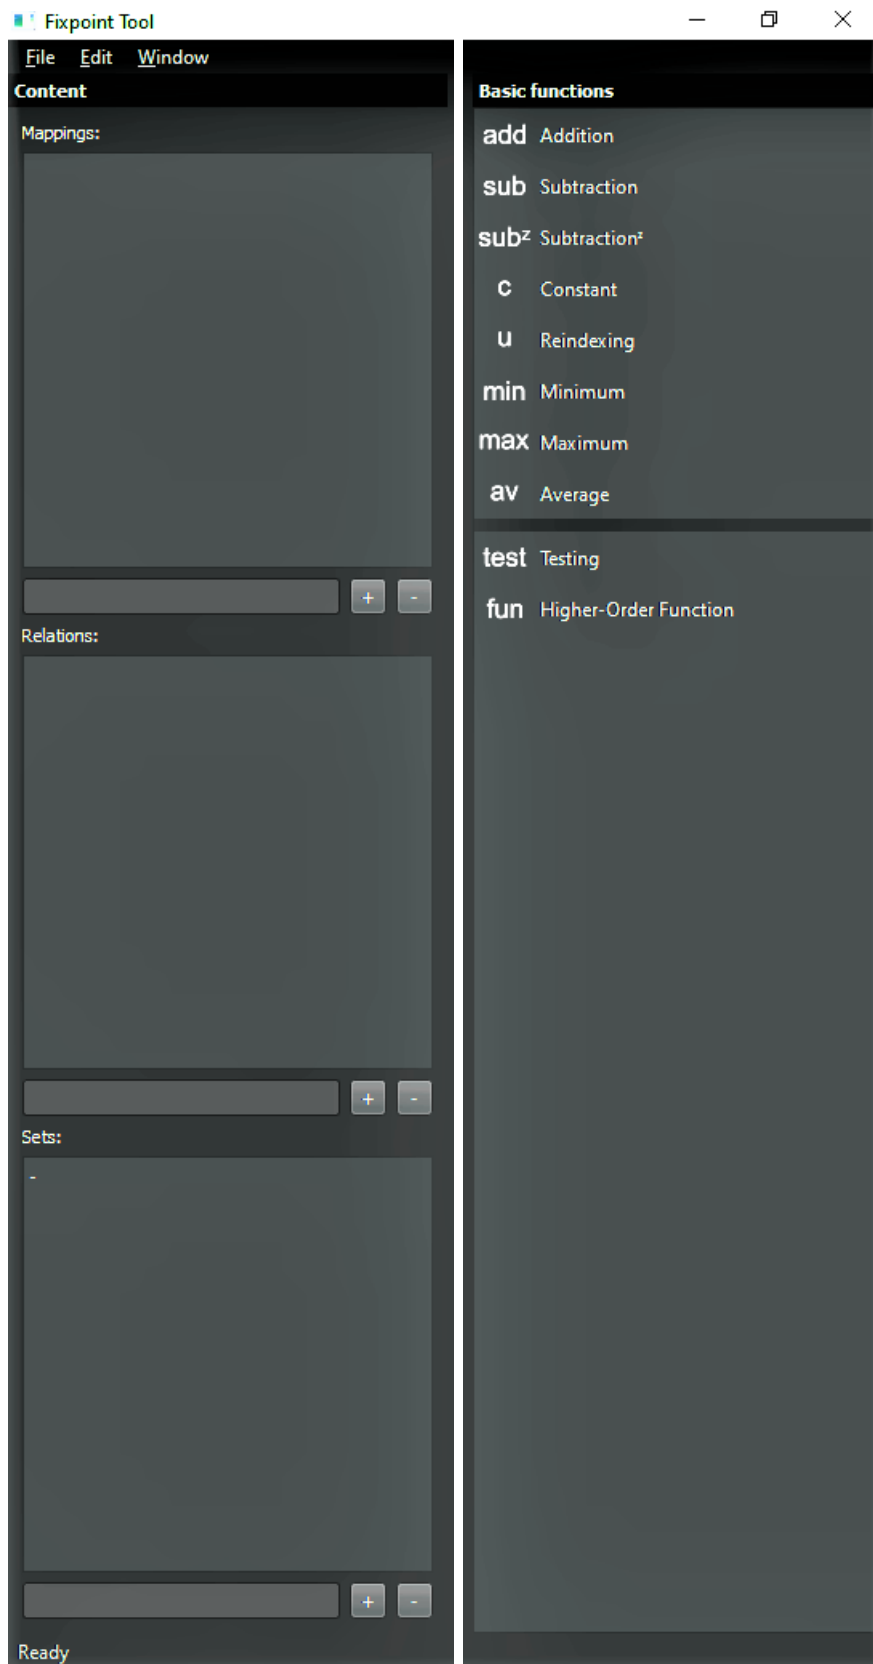 Fixpoint Tool
File Edit Window
Content
Mappings:
+ -
Relations:
+ -
Sets:
-
+ -
Ready
Basic functions
add Addition
sub Subtraction
subᶻ Subtractionᶻ
c Constant
u Reindexing
min Minimum
max Maximum
av Average
test Testing
fun Higher-Order Function